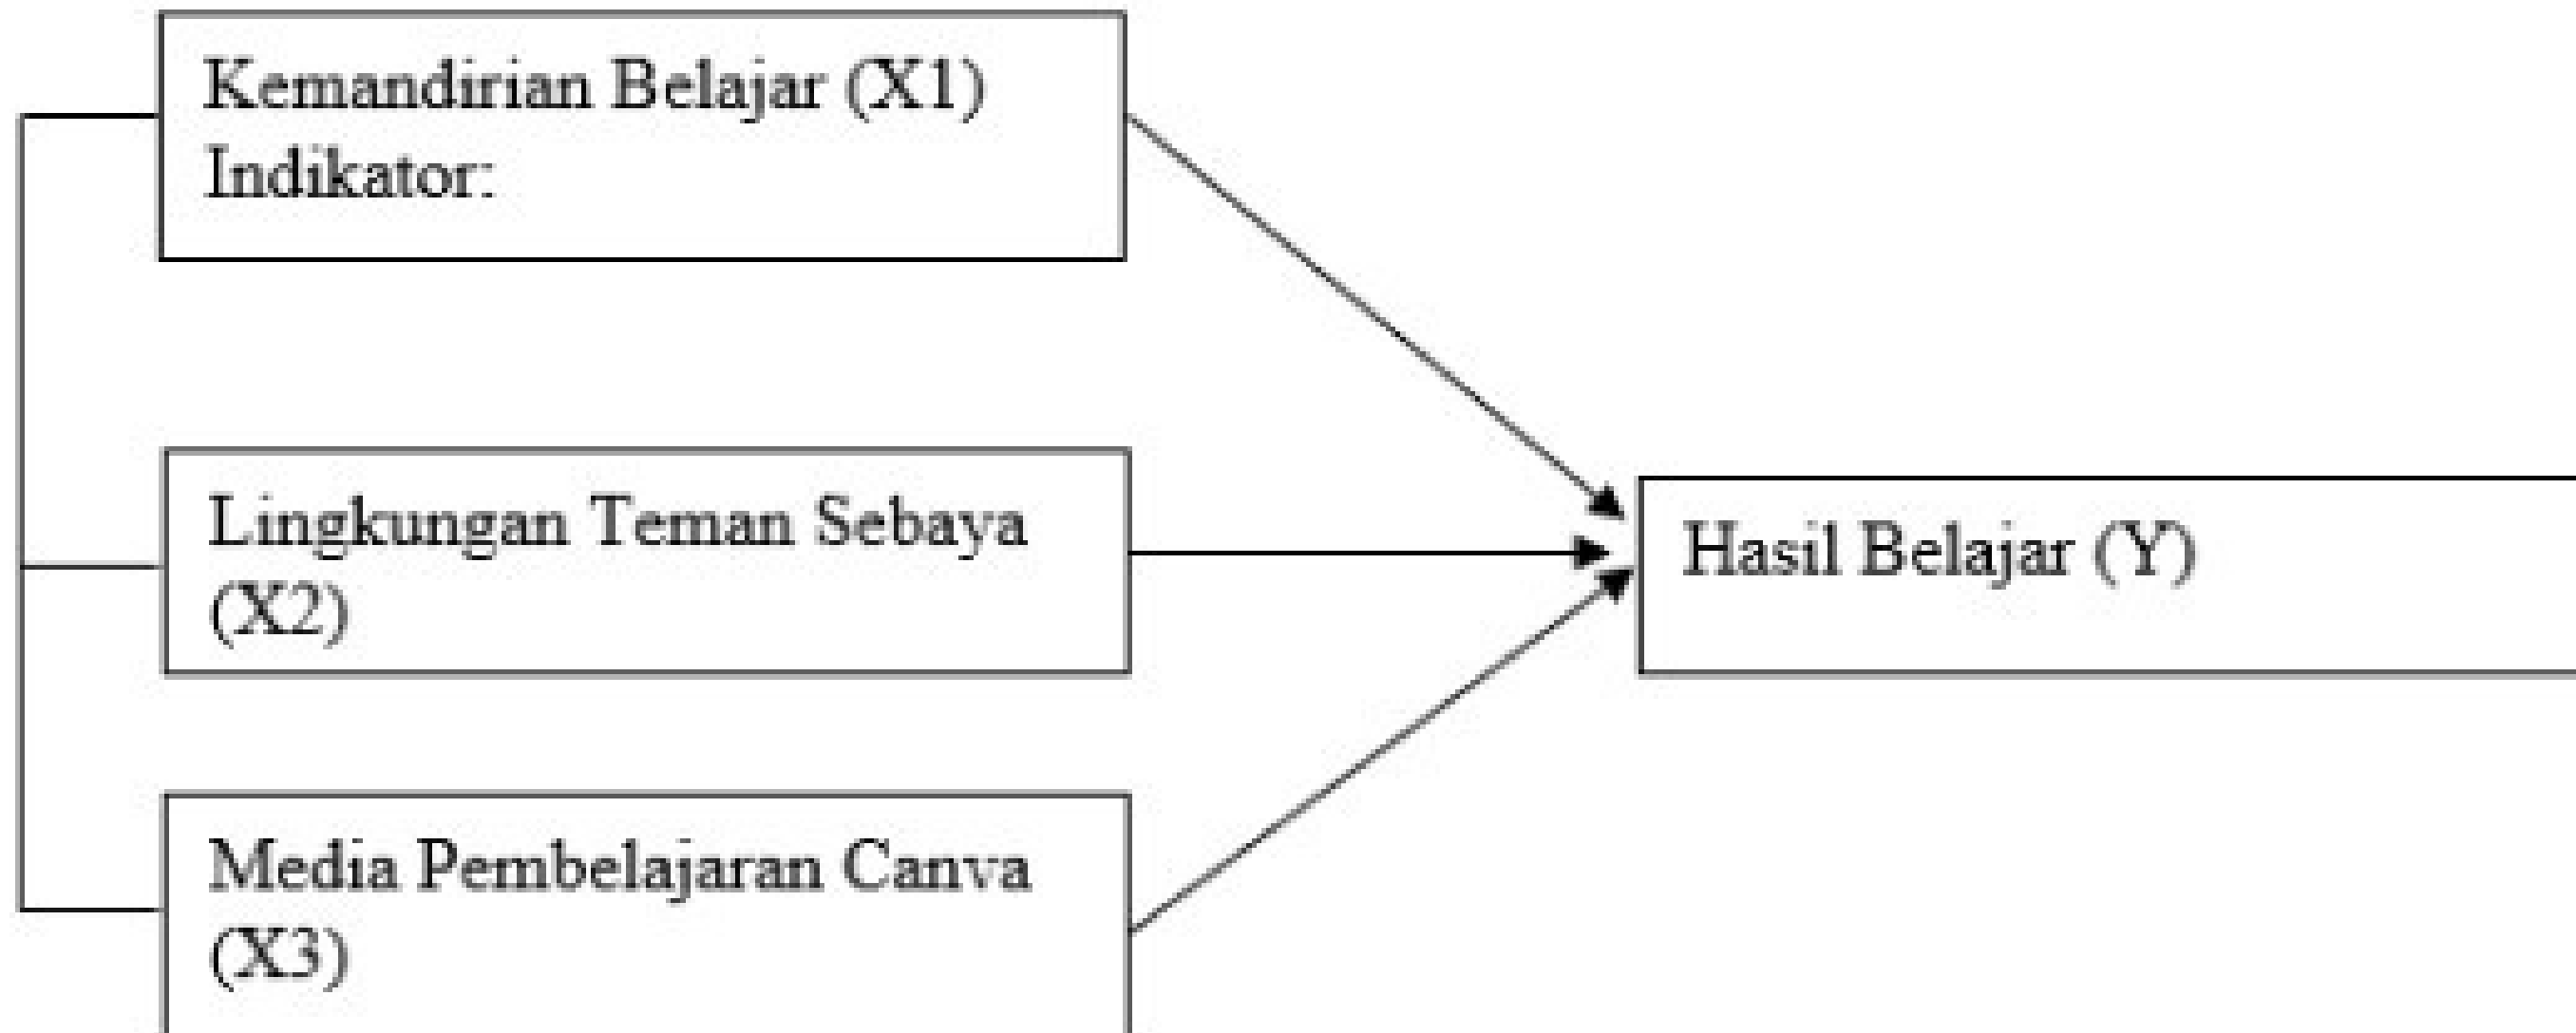 Kemandirian Belajar (X1)
Indikator:
Lingkungan Teman Sebaya
(X2)
Hasil Belajar (Y)
Media Pembelajaran Canva
(X3)